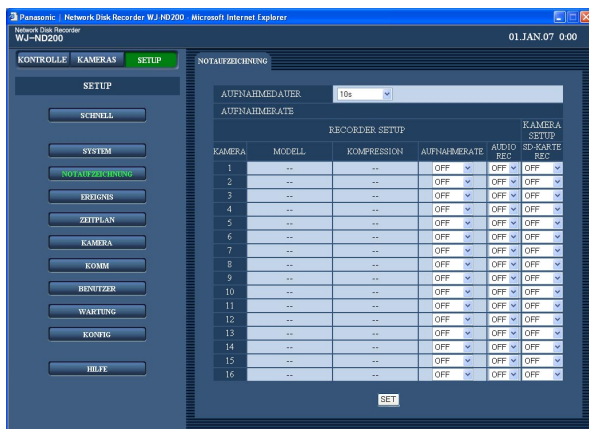 Panasonic | Network Disk Recorder WJ-ND200 - Microsoft Internet Explorer
Network Disk Recorder
WJ-ND200
01.JAN.07 0:00
KONTROLLE KAMERAS SETUP
NOTAUFZEICHNUNG
SETUP
SCHNELL
SYSTEM
NOTAUFZEICHNUNG
EREIGNIS
ZEITPLAN
KAMERA
KOMM
BENUTZER
WARTUNG
KONFIG
HILFE
AUFNAHMEDAUER 10s
AUFNAHMERATE
RECORDER SETUP KAMERA SETUP
KAMERA MODELL KOMPRESSION AUFNAHMERATE AUDIO REC SD-KARTE REC
1 -- -- OFF OFF OFF
2 -- -- OFF OFF OFF
3 -- -- OFF OFF OFF
4 -- -- OFF OFF OFF
5 -- -- OFF OFF OFF
6 -- -- OFF OFF OFF
7 -- -- OFF OFF OFF
8 -- -- OFF OFF OFF
9 -- -- OFF OFF OFF
10 -- -- OFF OFF OFF
11 -- -- OFF OFF OFF
12 -- -- OFF OFF OFF
13 -- -- OFF OFF OFF
14 -- -- OFF OFF OFF
15 -- -- OFF OFF OFF
16 -- -- OFF OFF OFF
SET